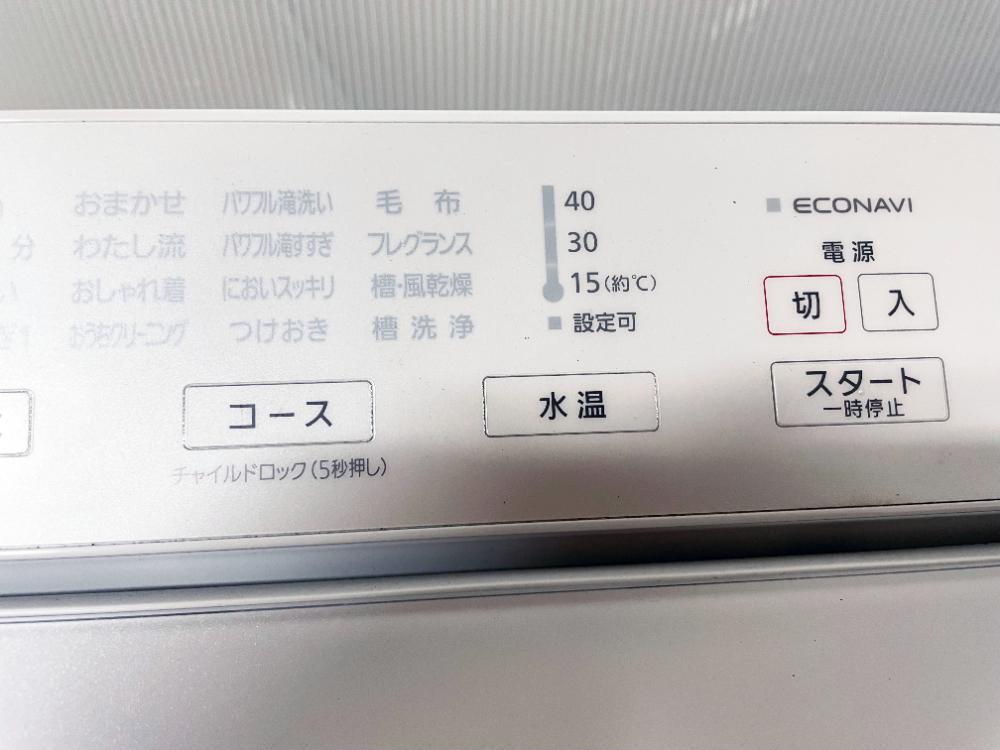 おまかせ パワフル滝洗い 毛 布
分 わたし流 パワフル滝すすぎ フレグランス
い おしゃれ着 においスッキリ 槽・風乾燥
おうちクリーニング つけおき 槽 洗 浄
40
30
15(約℃)
設定可
ECONAVI
電源
切 入
コース
水温
スタート
一時停止
チャイルドロック(5秒押し)